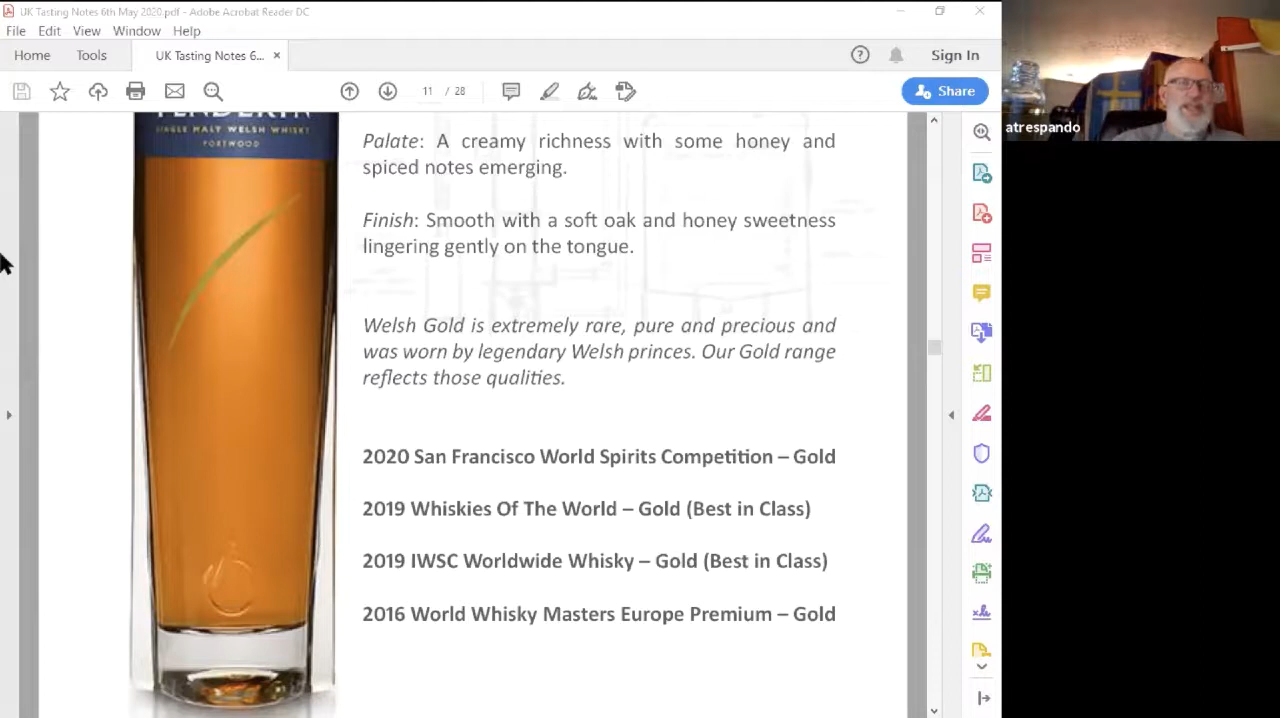 UK Tasting Notes 6th May 2020.pdf - Adobe Acrobat Reader DC
File Edit View Window Help
Home Tools UK Tasting Notes 6... ×
Sign In
11 / 28
Share
atrespando
PENDERYN
SINGLE MALT WELSH WHISKY
PORTWOOD
Palate: A creamy richness with some honey and
spiced notes emerging.
Finish: Smooth with a soft oak and honey sweetness
lingering gently on the tongue.
Welsh Gold is extremely rare, pure and precious and
was worn by legendary Welsh princes. Our Gold range
reflects those qualities.
2020 San Francisco World Spirits Competition – Gold
2019 Whiskies Of The World – Gold (Best in Class)
2019 IWSC Worldwide Whisky – Gold (Best in Class)
2016 World Whisky Masters Europe Premium – Gold